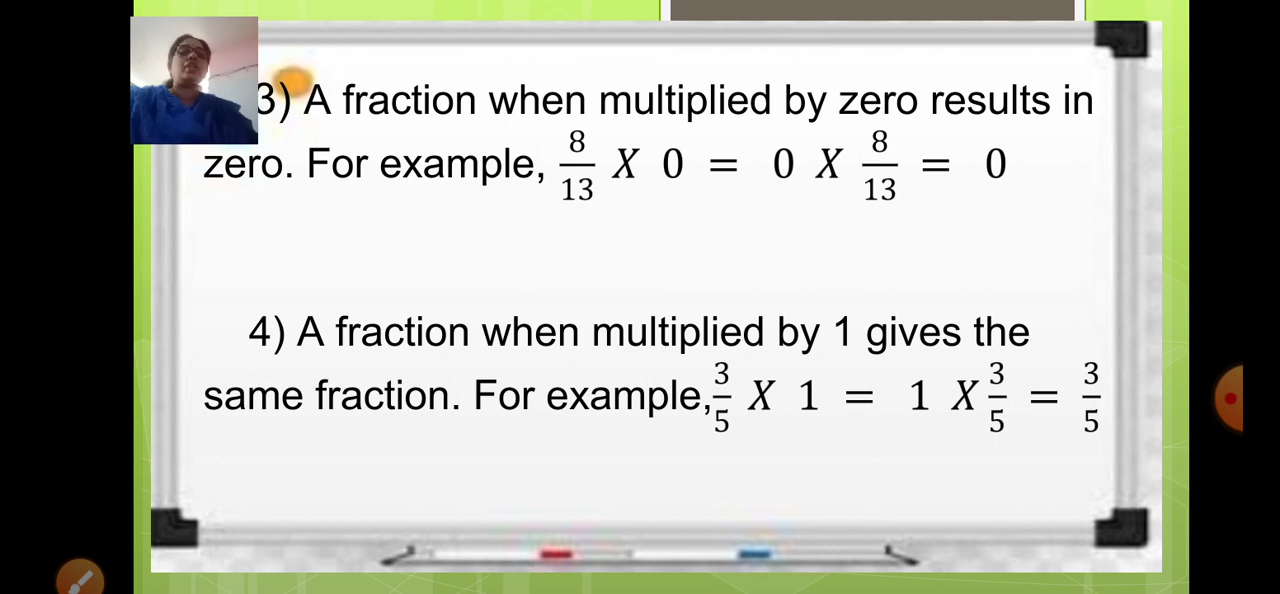 3) A fraction when multiplied by zero results in
zero. For example, 8/13 X 0 = 0 X 8/13 = 0
4) A fraction when multiplied by 1 gives the
same fraction. For example, 3/5 X 1 = 1 X 3/5 = 3/5